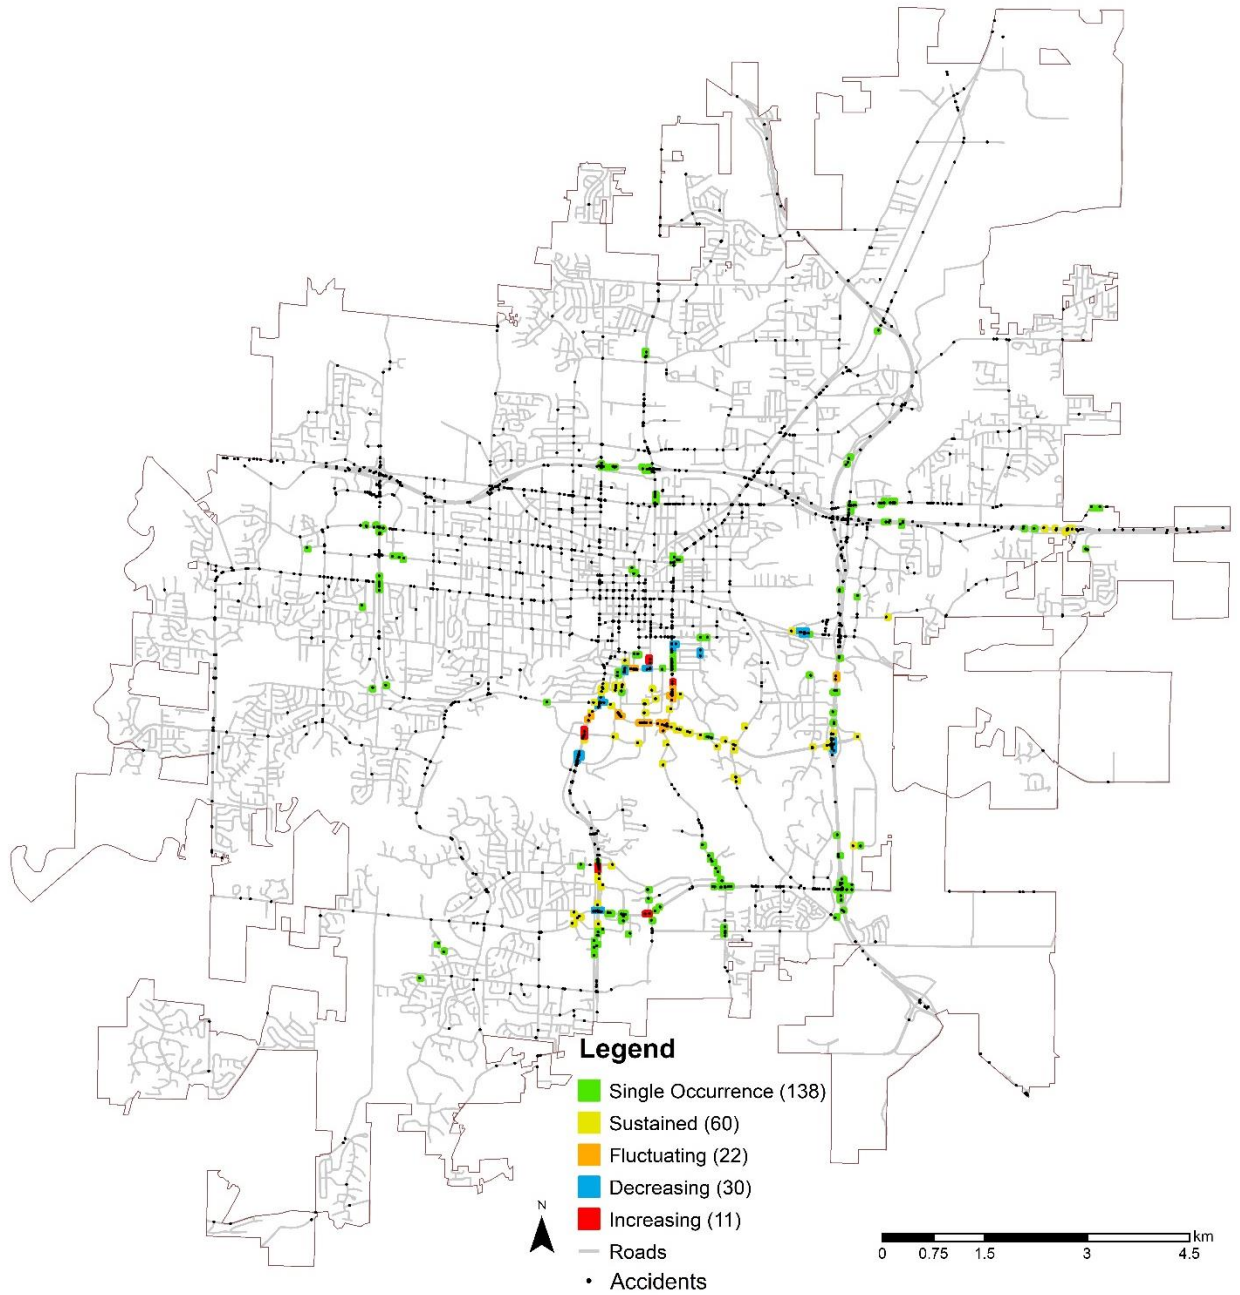 Legend
Single Occurrence (138)
Sustained (60)
Fluctuating (22)
Decreasing (30)
Increasing (11)
Roads
Accidents
N
km
0 0.75 1.5 3 4.5